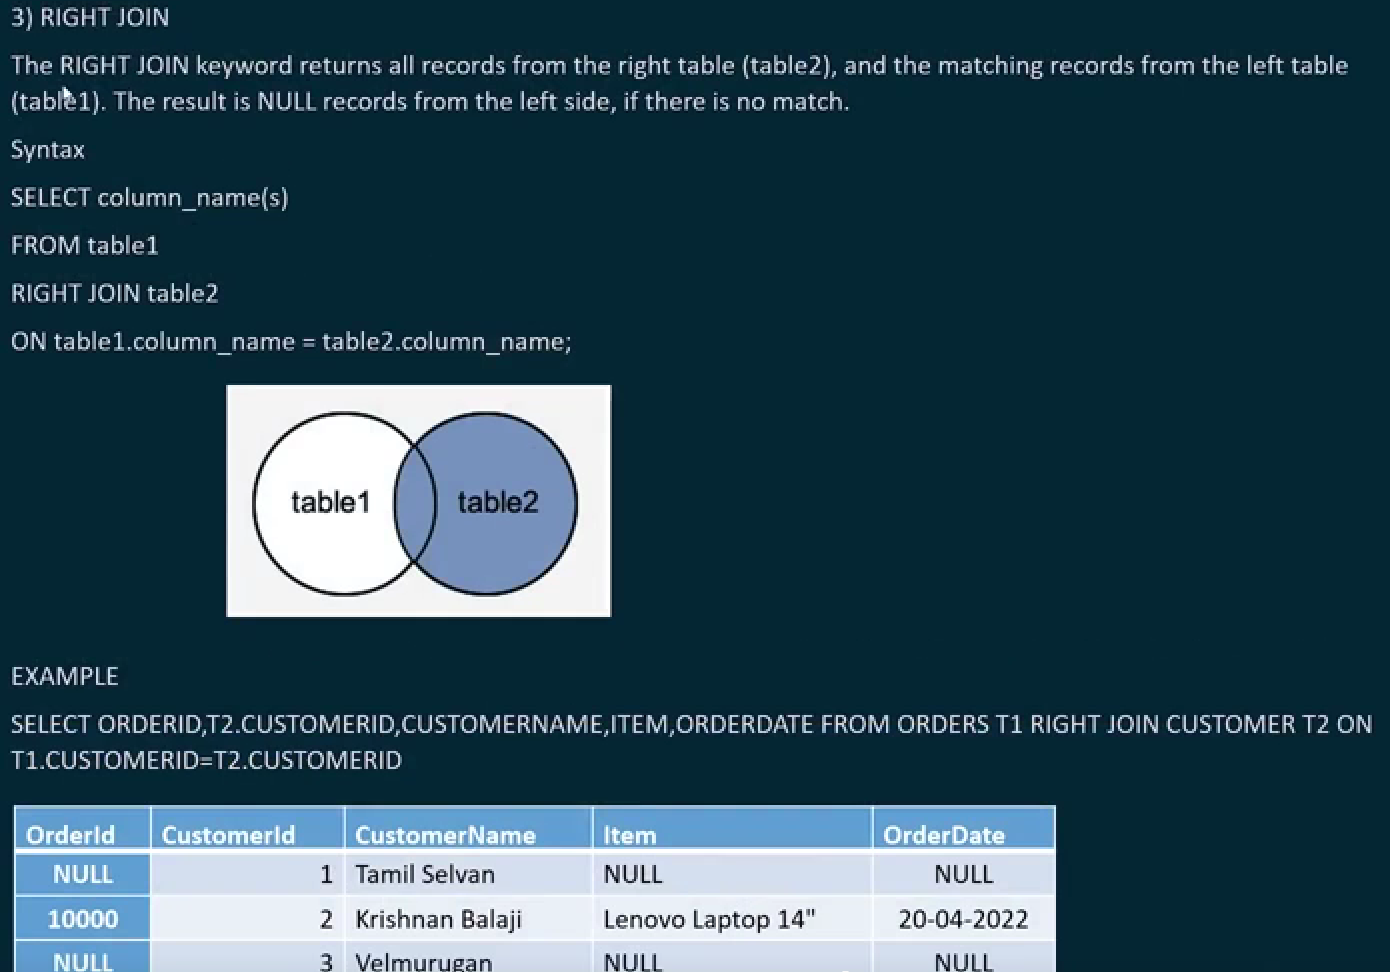 3) RIGHT JOIN
The RIGHT JOIN keyword returns all records from the right table (table2), and the matching records from the left table
(table1). The result is NULL records from the left side, if there is no match.
Syntax
SELECT column_name(s)
FROM table1
RIGHT JOIN table2
ON table1.column_name = table2.column_name;
table1 table2
EXAMPLE
SELECT ORDERID,T2.CUSTOMERID,CUSTOMERNAME,ITEM,ORDERDATE FROM ORDERS T1 RIGHT JOIN CUSTOMER T2 ON
T1.CUSTOMERID=T2.CUSTOMERID
OrderId CustomerId CustomerName Item OrderDate
NULL 1 Tamil Selvan NULL NULL
10000 2 Krishnan Balaji Lenovo Laptop 14" 20-04-2022
NULL 3 Velmurugan NULL NULL